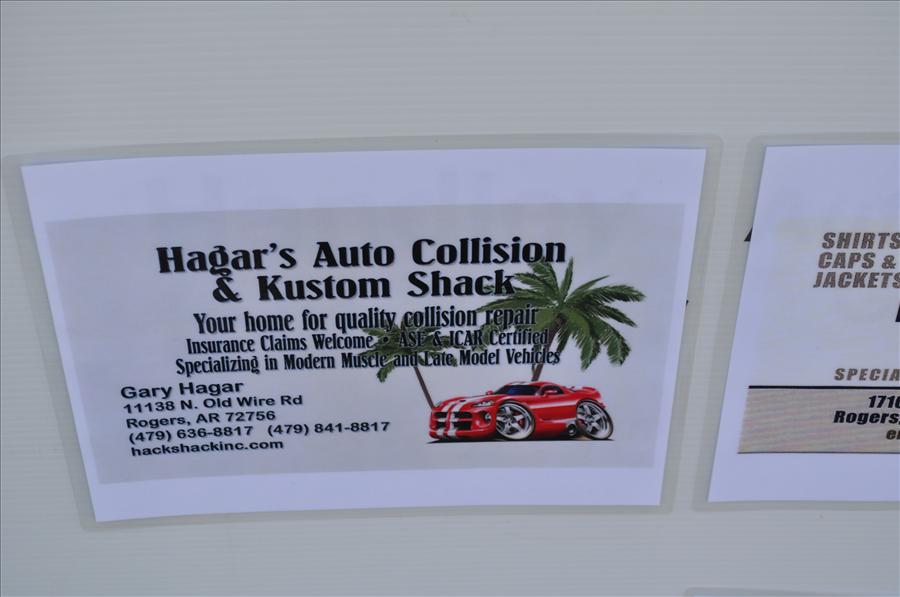 Hagar's Auto Collision
& Kustom Shack
Your home for quality collision repair
Insurance Claims Welcome • ASE & ICAR Certified
Specializing in Modern Muscle and Late Model Vehicles
Gary Hagar
11138 N. Old Wire Rd
Rogers, AR 72756
(479) 636-8817 (479) 841-8817
hackshackinc.com
SHIRTS
CAPS &
JACKETS
SPECIA
1710
Rogers,